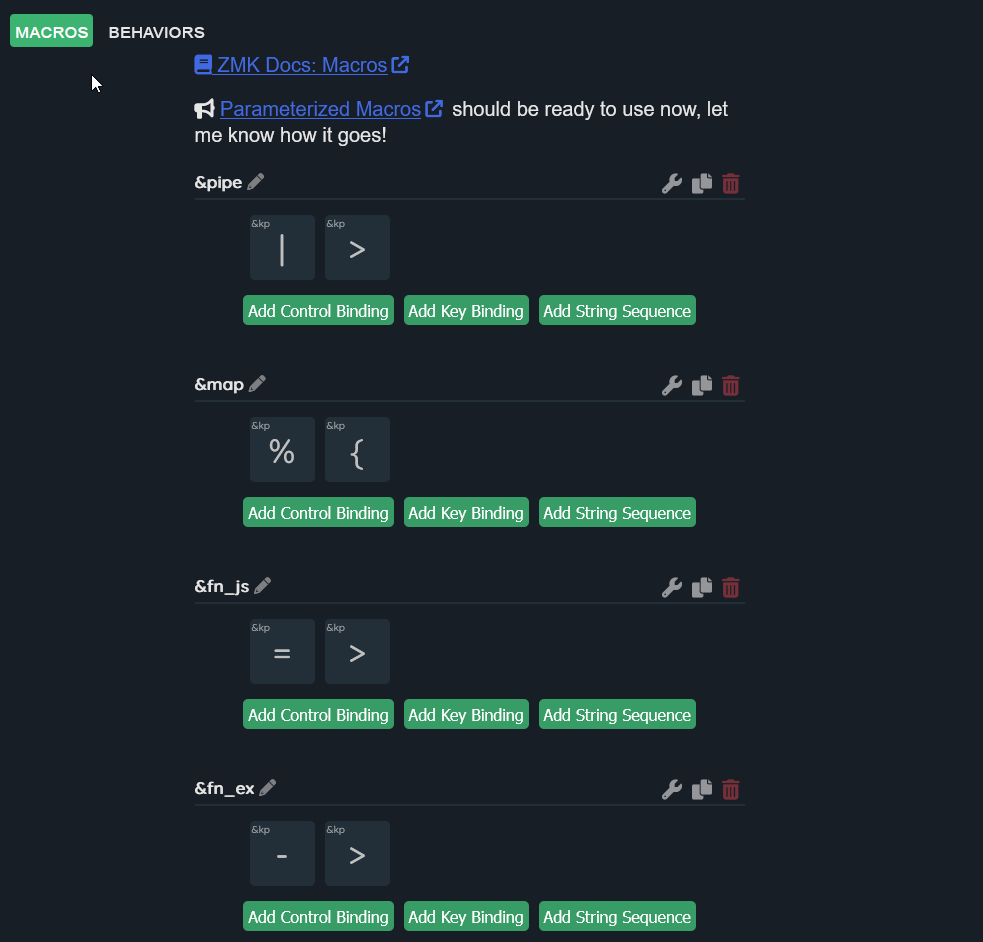 MACROS BEHAVIORS
ZMK Docs: Macros
Parameterized Macros should be ready to use now, let
me know how it goes!
&pipe
&kp &kp
| >
Add Control Binding Add Key Binding Add String Sequence
&map
&kp &kp
% {
Add Control Binding Add Key Binding Add String Sequence
&fn_js
&kp &kp
= >
Add Control Binding Add Key Binding Add String Sequence
&fn_ex
&kp &kp
- >
Add Control Binding Add Key Binding Add String Sequence